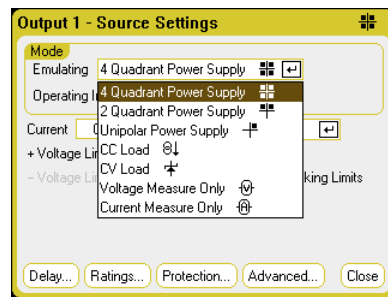 Output 1 - Source Settings
Mode
Emulating 4 Quadrant Power Supply
Operating
4 Quadrant Power Supply
2 Quadrant Power Supply
Unipolar Power Supply
CC Load
CV Load
Voltage Measure Only
Current Measure Only
Current
+ Voltage
- Voltage
Limits
Delay... Ratings... Protection... Advanced... Close